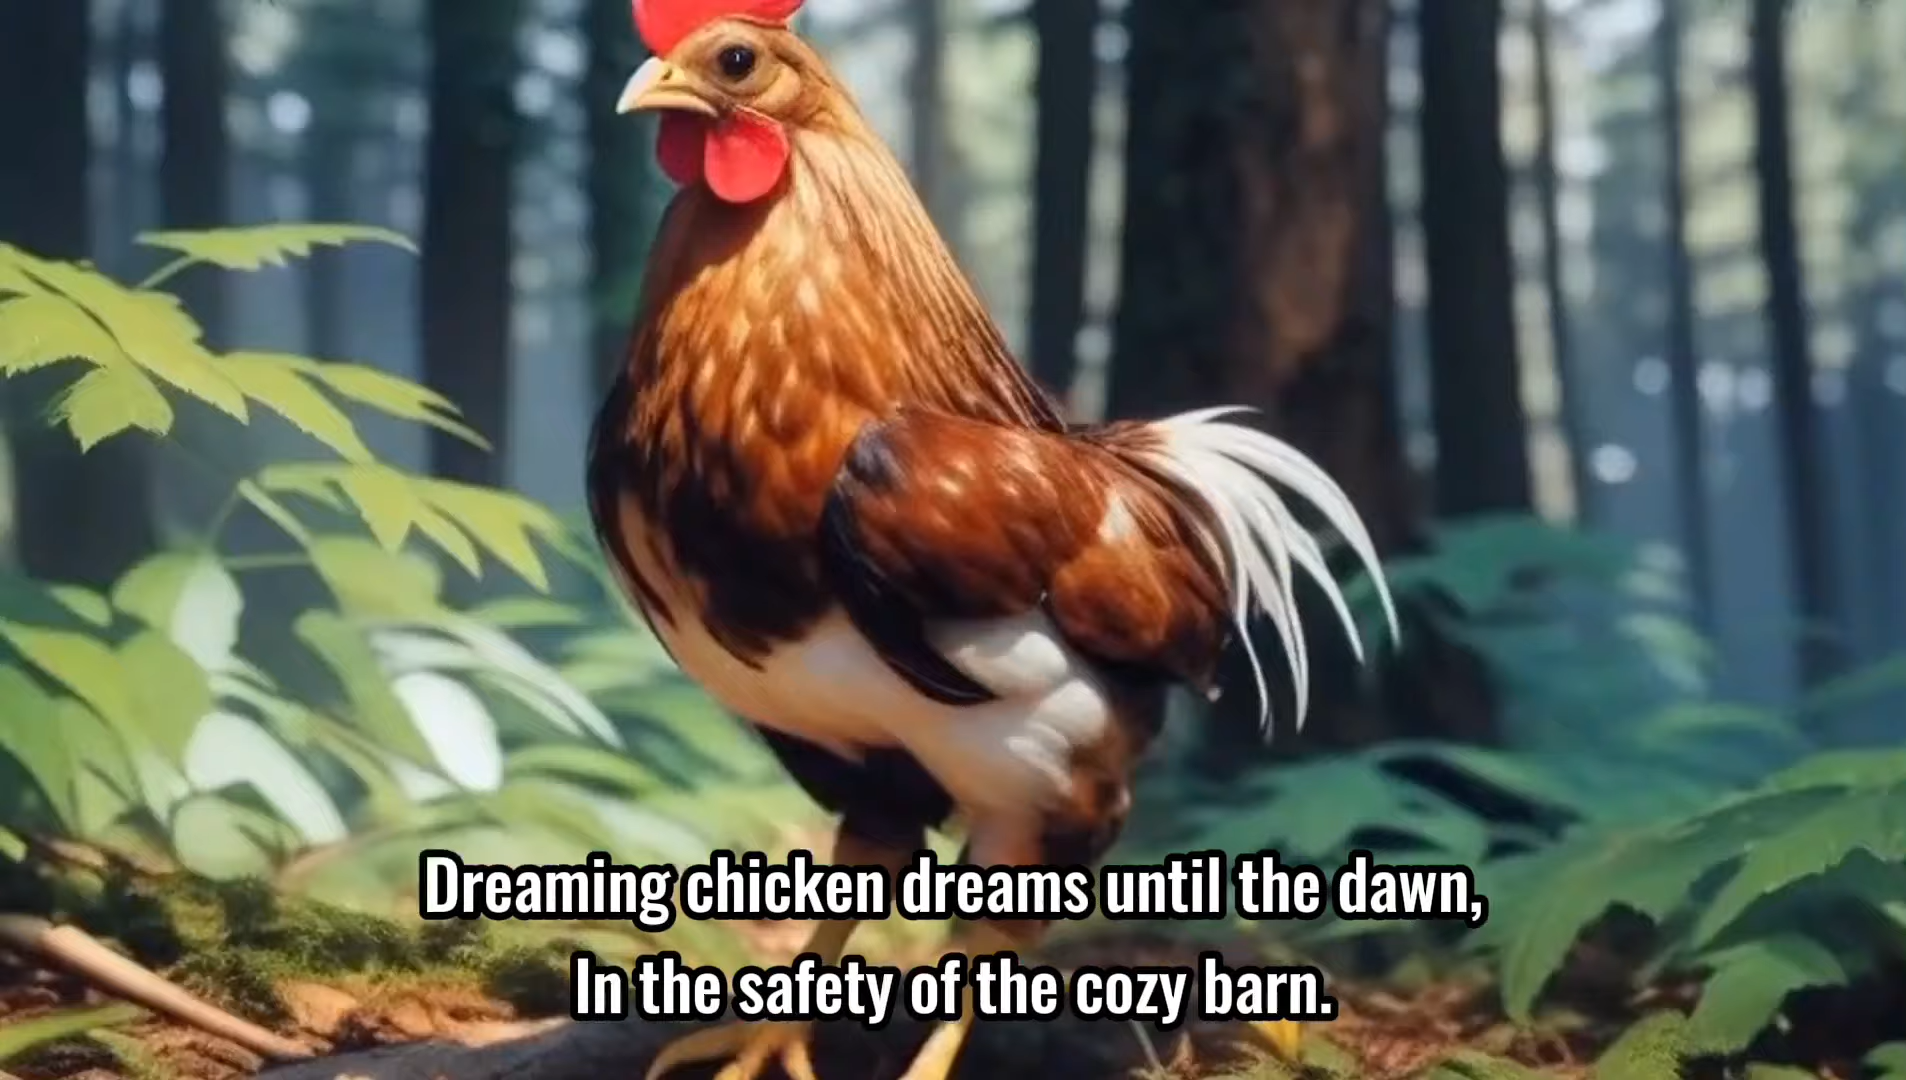 Dreaming chicken dreams until the dawn,
In the safety of the cozy barn.